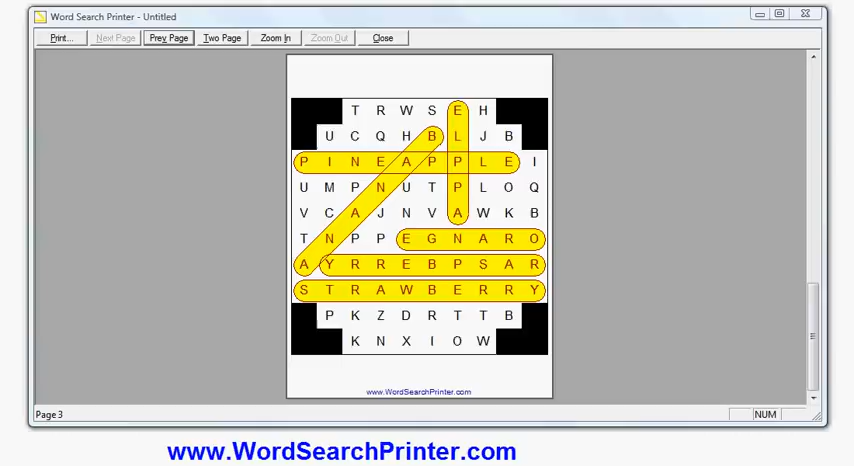 Word Search Printer - Untitled
Print... Next Page Prev Page Two Page Zoom In Zoom Out Close
T R W S E H
U C Q H B L J B
P I N E A P P L E I
U M P N U T P L O Q
V C A J N V A W K B
T N P P E G N A R O
A Y R R E B P S A R
S T R A W B E R R Y
P K Z D R T T B
K N X I O W
www.WordSearchPrinter.com
Page 3 NUM
www.WordSearchPrinter.com